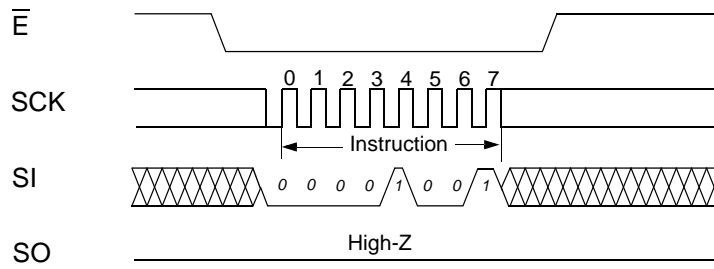 E
0 1 2 3 4 5 6 7
SCK
Instruction
SI
0 0 0 0 1 0 0 1
High-Z
SO